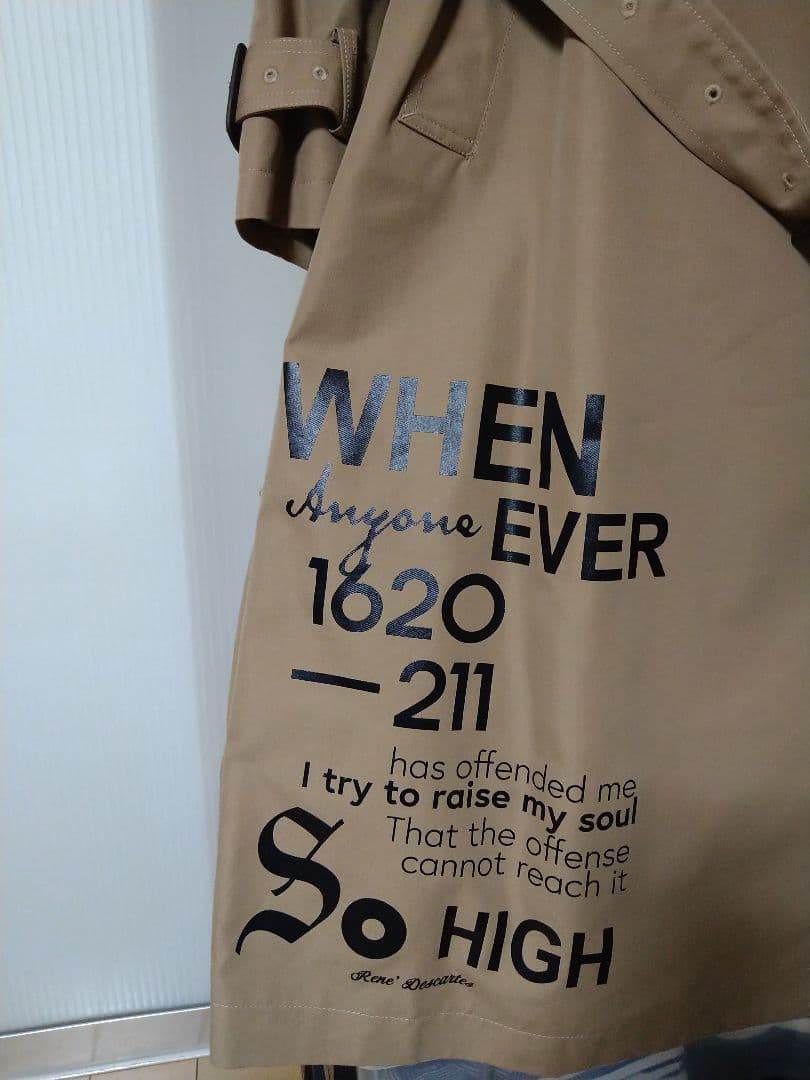 WHEN
Anyone EVER
1620
— 211
has offended me
I try to raise my soul
That the offense
cannot reach it
So HIGH
Rene' Descartes